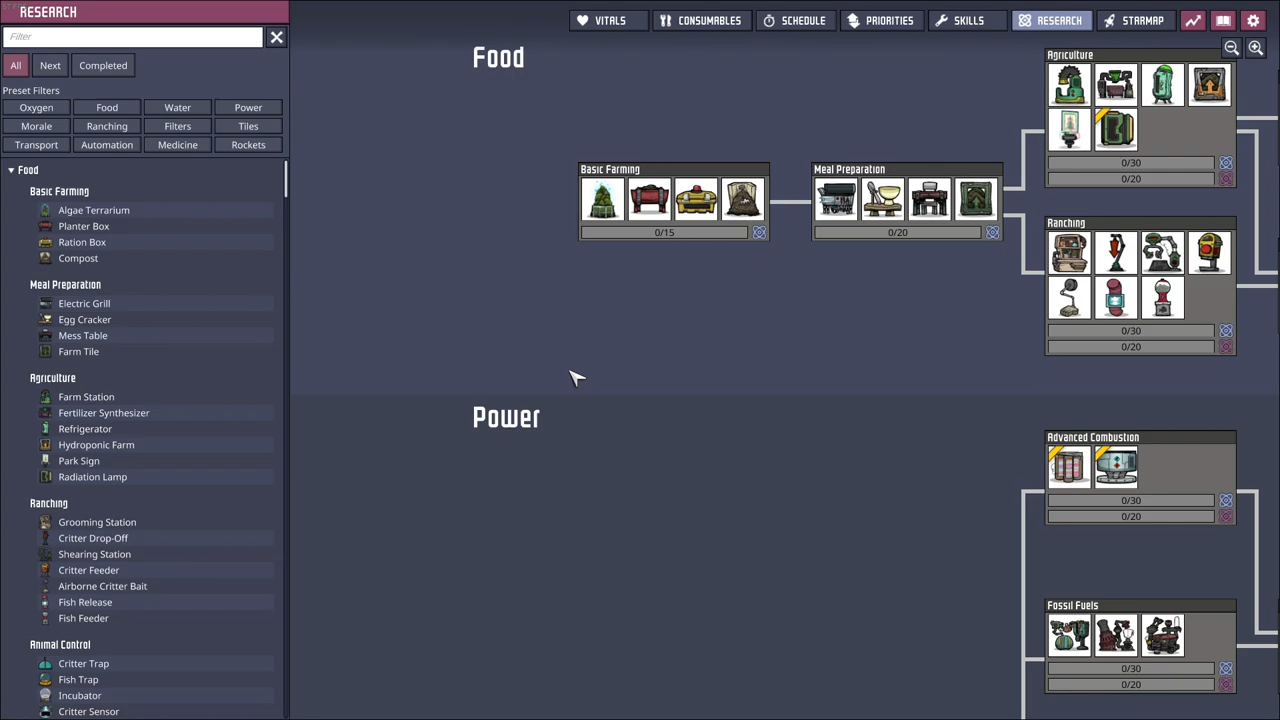 RESEARCH
Filter
All
Next
Completed
Preset Filters
Oxygen
Food
Water
Power
Morale
Ranching
Filters
Tiles
Transport
Automation
Medicine
Rockets
Food
Basic Farming
Algae Terrarium
Planter Box
Ration Box
Compost
Meal Preparation
Electric Grill
Egg Cracker
Mess Table
Farm Tile
Agriculture
Farm Station
Fertilizer Synthesizer
Refrigerator
Hydroponic Farm
Park Sign
Radiation Lamp
Ranching
Grooming Station
Critter Drop-Off
Shearing Station
Critter Feeder
Airborne Critter Bait
Fish Release
Fish Feeder
Animal Control
Critter Trap
Fish Trap
Incubator
Critter Sensor
VITALS
CONSUMABLES
SCHEDULE
PRIORITIES
SKILLS
RESEARCH
STARMAP
Food
Basic Farming
0/15
Meal Preparation
0/20
Agriculture
0/30
0/20
Ranching
0/30
0/20
Power
Advanced Combustion
0/30
0/20
Fossil Fuels
0/30
0/20